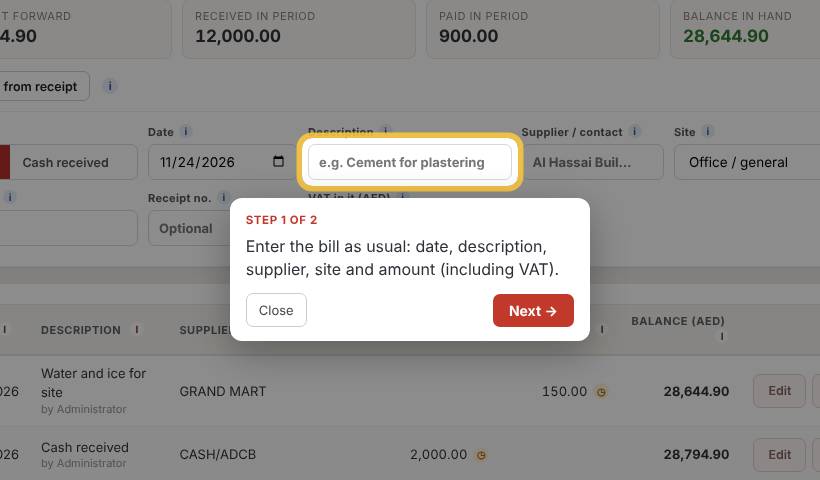 T FORWARD
RECEIVED IN PERIOD
PAID IN PERIOD
BALANCE IN HAND
4.90
12,000.00
900.00
28,644.90
from receipt
Date
Description
Supplier / contact
Site
Cash received
11/24/2026
e.g. Cement for plastering
Al Hassai Buil...
Office / general
Receipt no.
VAT in it (AED)
Optional
STEP 1 OF 2
Enter the bill as usual: date, description,
supplier, site and amount (including VAT).
Close
Next →
DESCRIPTION
SUPPLIE
BALANCE (AED)
026
Water and ice for
site
by Administrator
GRAND MART
150.00
28,644.90
Edit
026
Cash received
by Administrator
CASH/ADCB
2,000.00
28,794.90
Edit